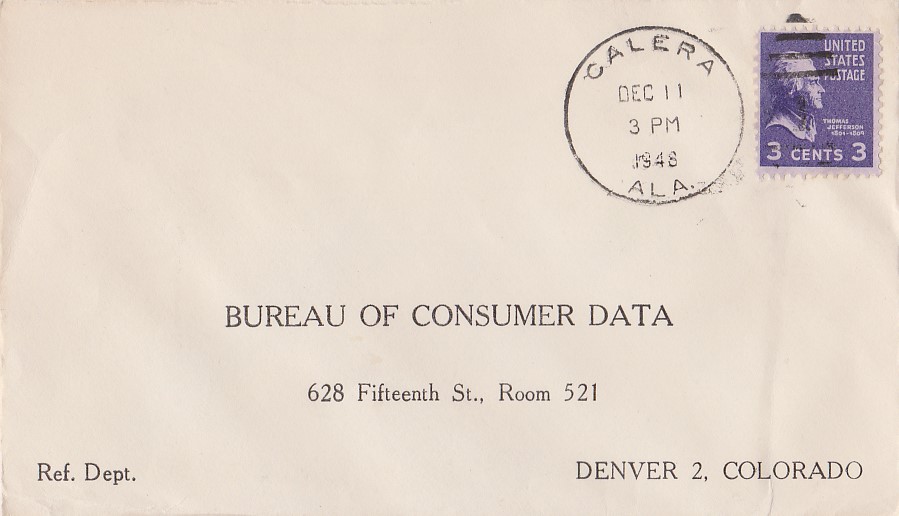 CALERA
DEC 11
3 PM
1948
ALA.
UNITED
STATES
POSTAGE
THOMAS
JEFFERSON
1801-1809
3 CENTS 3
BUREAU OF CONSUMER DATA
628 Fifteenth St., Room 521
Ref. Dept.
DENVER 2, COLORADO